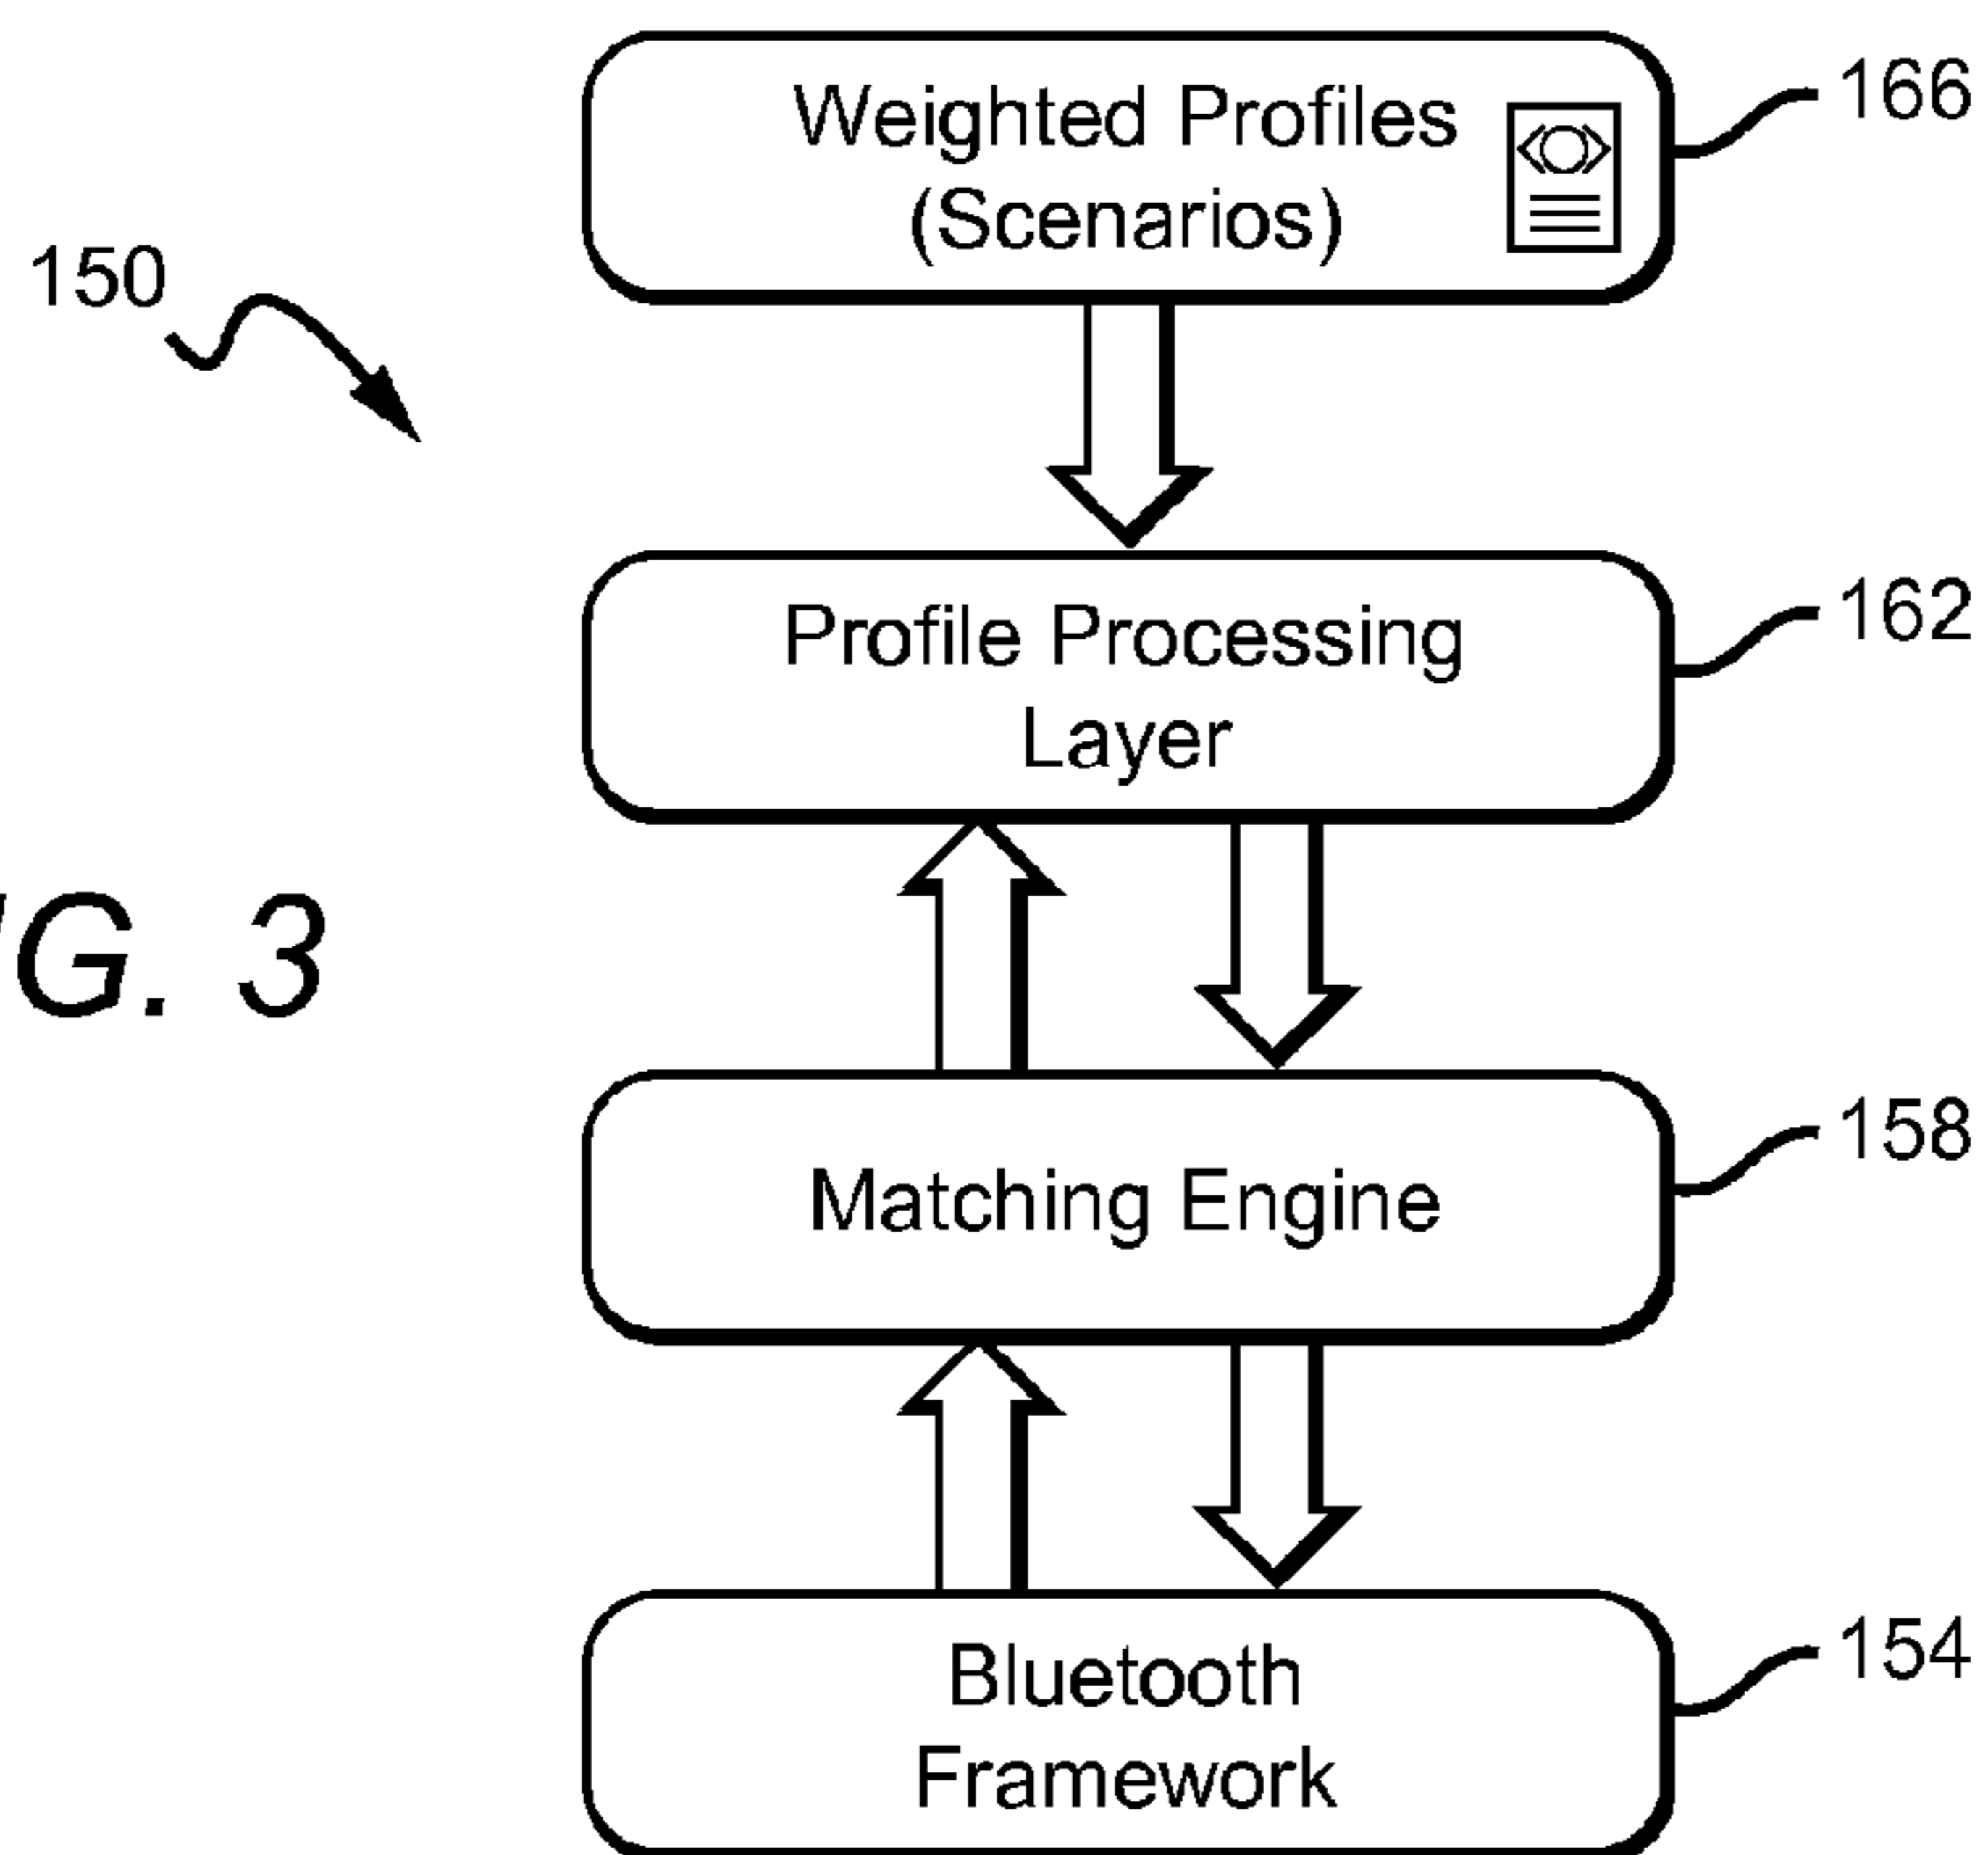 Weighted Profiles
(Scenarios)
166
150
Profile Processing
Layer
162
G. 3
Matching Engine
158
Bluetooth
Framework
154